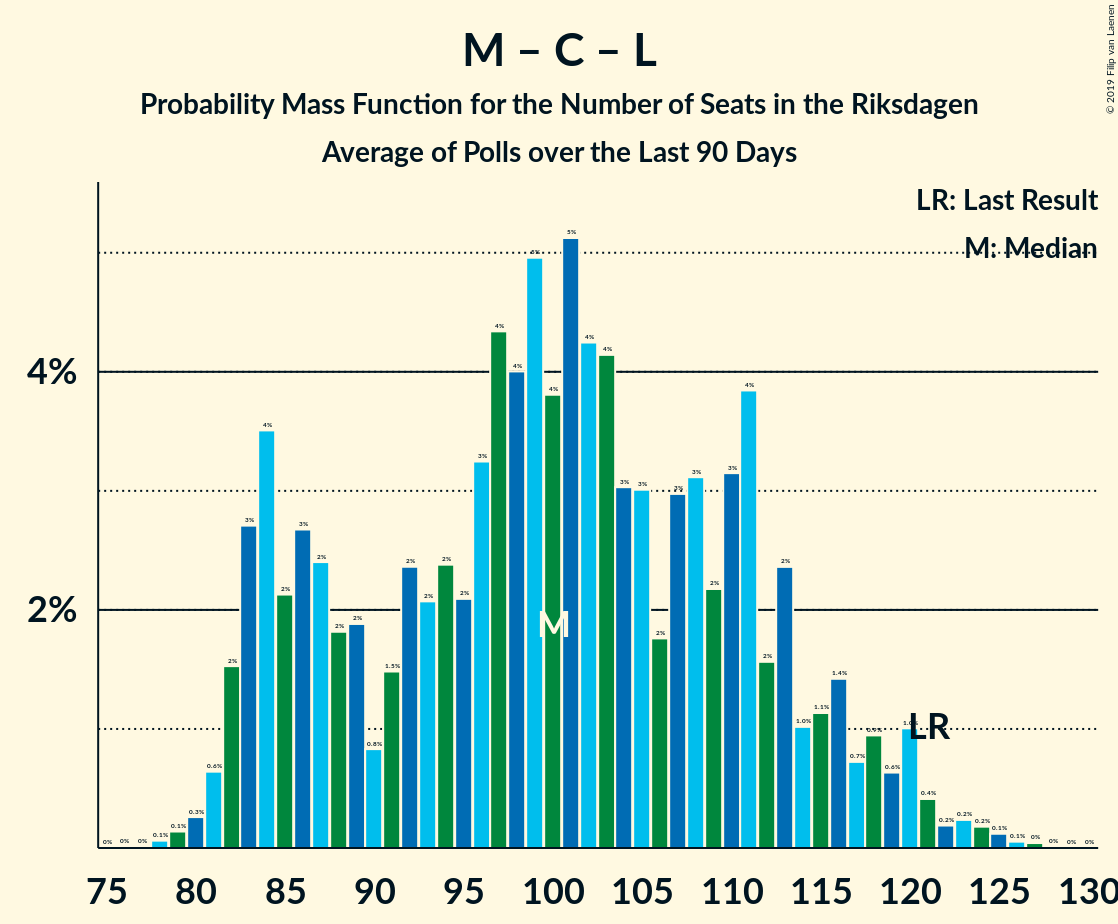 M – C – L
Probability Mass Function for the Number of Seats in the Riksdagen
Average of Polls over the Last 90 Days
© 2019 Filip van Laenen
LR: Last Result
M: Median
4%
2%
0% 0% 0% 0.1% 0.1% 0.3% 0.6% 2% 3% 4% 2% 3% 2% 2% 2% 0.8% 1.5% 2% 2% 2% 2% 3% 4% 4% 5% 4% 5% 4% 4% 3% 3% 2% 3% 3% 2% 3% 4% 2% 2% 1.0% 1.1% 1.4% 0.7% 0.9% 0.6% 1.0% 0.4% 0.2% 0.2% 0.2% 0.1% 0.1% 0% 0% 0% 0%
M
LR
75 80 85 90 95 100 105 110 115 120 125 130